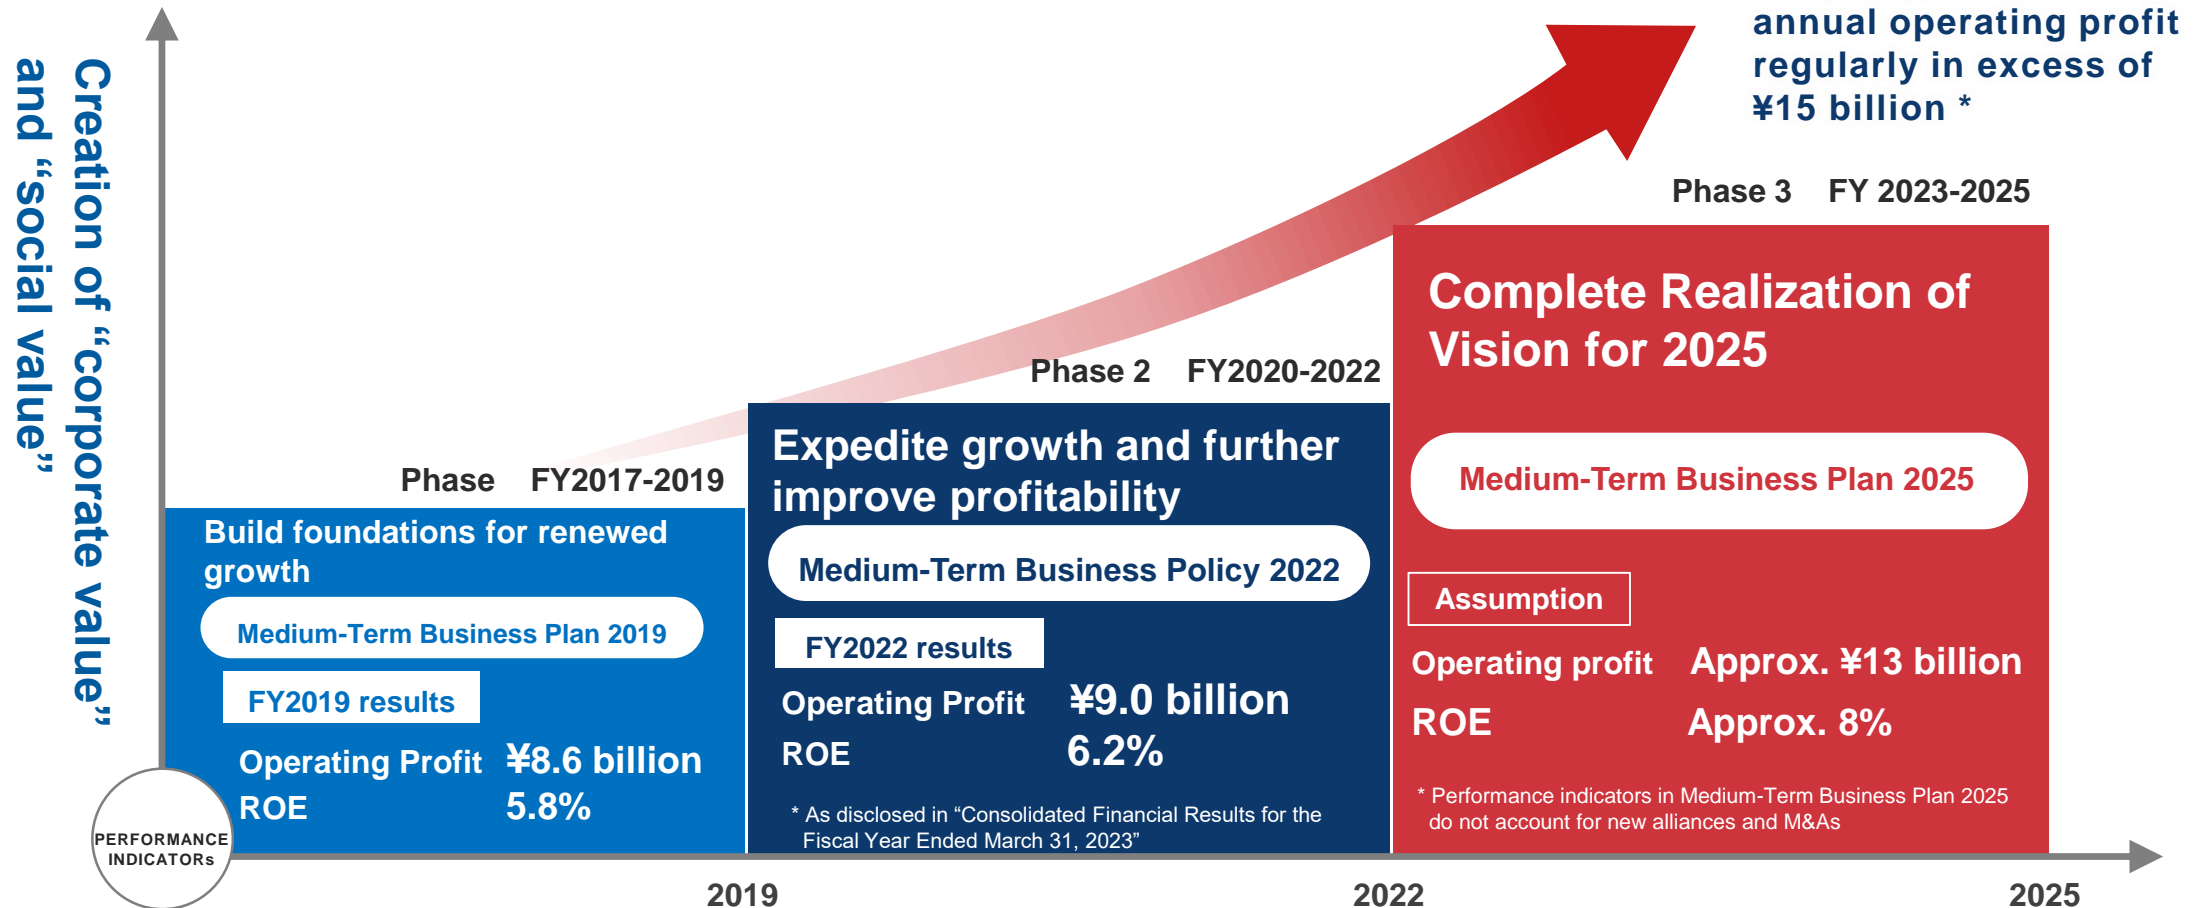 Creation of “corporate value”
and “social value”
annual operating profit
regularly in excess of
¥15 billion *
Phase 3 FY 2023-2025
Complete Realization of
Vision for 2025
Medium-Term Business Plan 2025
Assumption
Operating profit Approx. ¥13 billion
ROE Approx. 8%
* Performance indicators in Medium-Term Business Plan 2025
do not account for new alliances and M&As
Phase 2 FY2020-2022
Expedite growth and further
improve profitability
Medium-Term Business Policy 2022
FY2022 results
Operating Profit ¥9.0 billion
ROE 6.2%
* As disclosed in “Consolidated Financial Results for the
Fiscal Year Ended March 31, 2023”
Phase FY2017-2019
Build foundations for renewed
growth
Medium-Term Business Plan 2019
FY2019 results
Operating Profit ¥8.6 billion
ROE 5.8%
PERFORMANCE
INDICATORs
2019 2022 2025